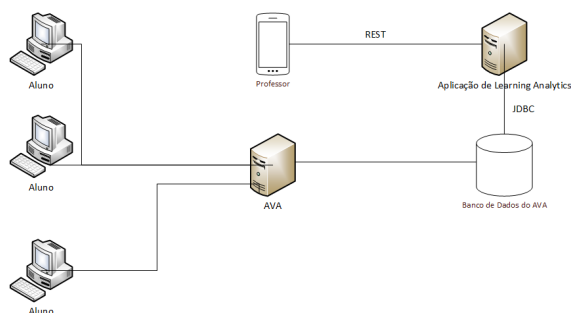 Aluno
REST
Professor
Aplicação de Learning Analytics
JDBC
Aluno
AVA
Banco de Dados do AVA
Aluno